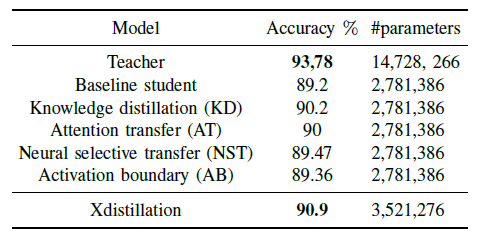 Model Accuracy % #parameters
Teacher 93,78 14,728, 266
Baseline student 89.2 2,781,386
Knowledge distillation (KD) 90.2 2,781,386
Attention transfer (AT) 90 2,781,386
Neural selective transfer (NST) 89.47 2,781,386
Activation boundary (AB) 89.36 2,781,386
Xdistillation 90.9 3,521,276